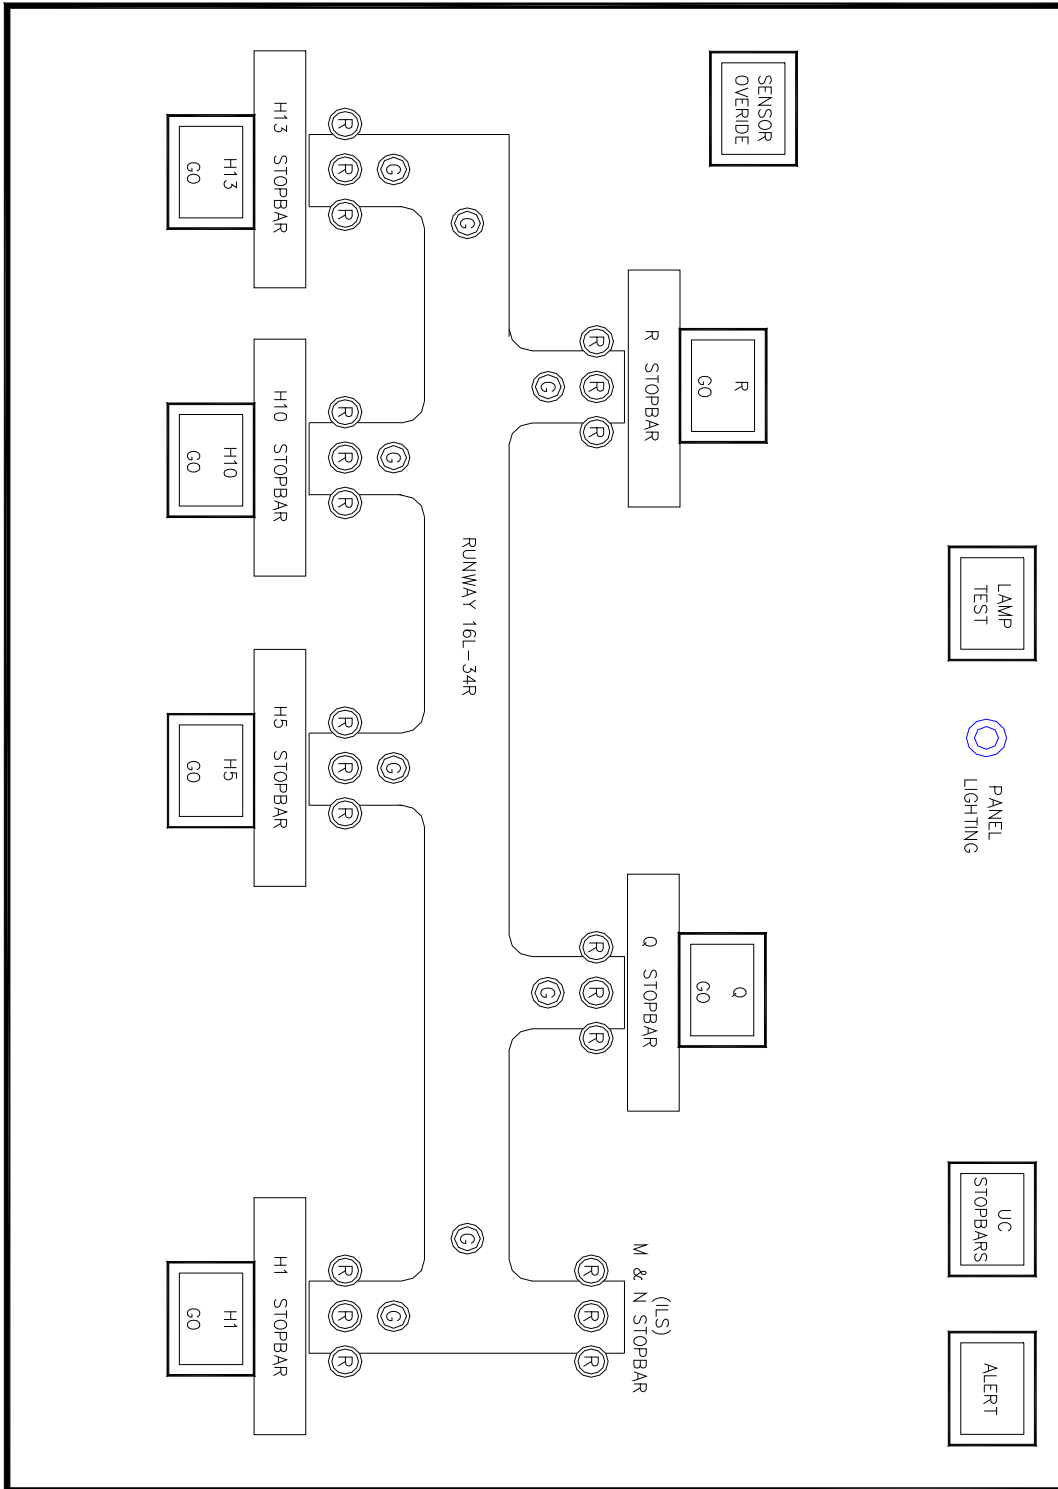 LAMP
TEST
PANEL
LIGHTING
UC
STOPBARS
ALERT
SENSOR
OVERIDE
R
GO
Q
GO
R STOPBAR
Q STOPBAR
(ILS)
M & N STOPBAR
R R R
R R R
R R R
G
G
G
RUNWAY 16L-34R
G
G
G
G
G
R R R
R R R
R R R
R R R
H13 STOPBAR
H10 STOPBAR
H5 STOPBAR
H1 STOPBAR
H13
GO
H10
GO
H5
GO
H1
GO